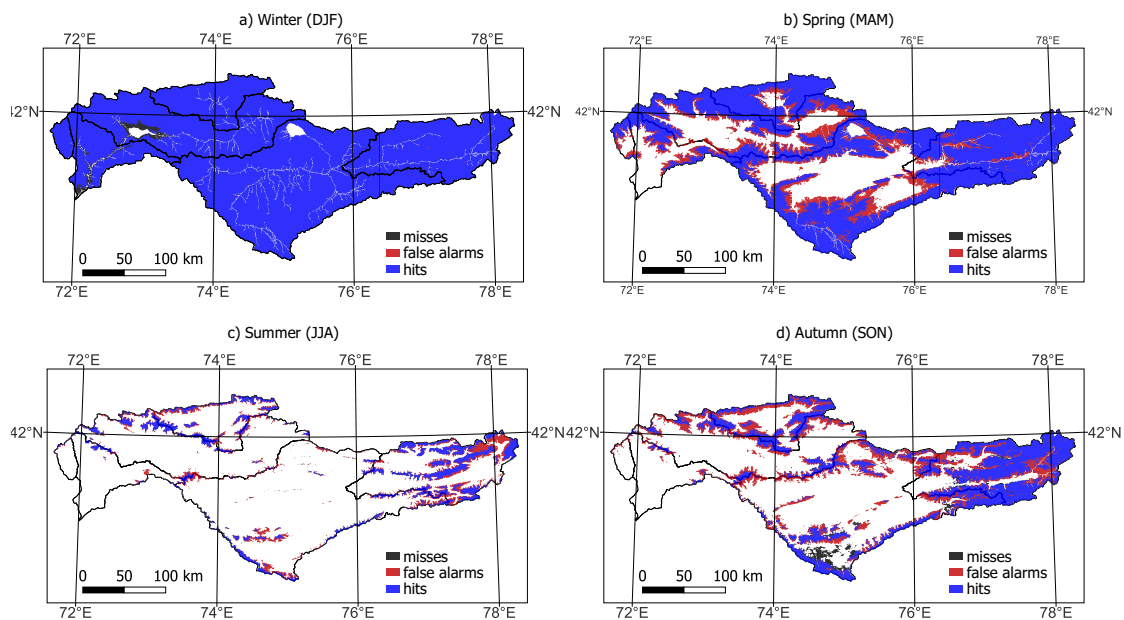 a) Winter (DJF)
72°E 74°E 76°E 78°E
42°N
misses
false alarms
hits
0 50 100 km
72°E 74°E 76°E 78°E
b) Spring (MAM)
72°E 74°E 76°E 78°E
42°N 42°N
misses
false alarms
hits
0 50 100 km
72°E 74°E 76°E 78°E
c) Summer (JJA)
72°E 74°E 76°E 78°E
42°N
misses
false alarms
hits
0 50 100 km
72°E 74°E 76°E 78°E
d) Autumn (SON)
72°E 74°E 76°E 78°E
42°N 42°N
misses
false alarms
hits
0 50 100 km
72°E 74°E 76°E 78°E